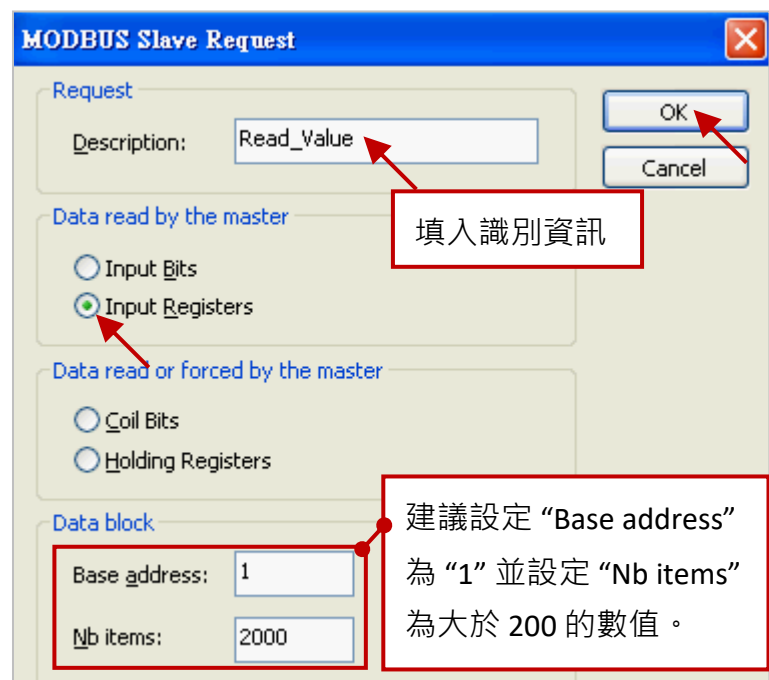 MODBUS Slave Request
Request
Description:
Read_Value
OK
Cancel
填入識別資訊
Data read by the master
Input Bits
Input Registers
Data read or forced by the master
Coil Bits
Holding Registers
Data block
Base address:
1
Nb items:
2000
建議設定 “Base address”
為 “1” 並設定 “Nb items”
為大於 200 的數值。